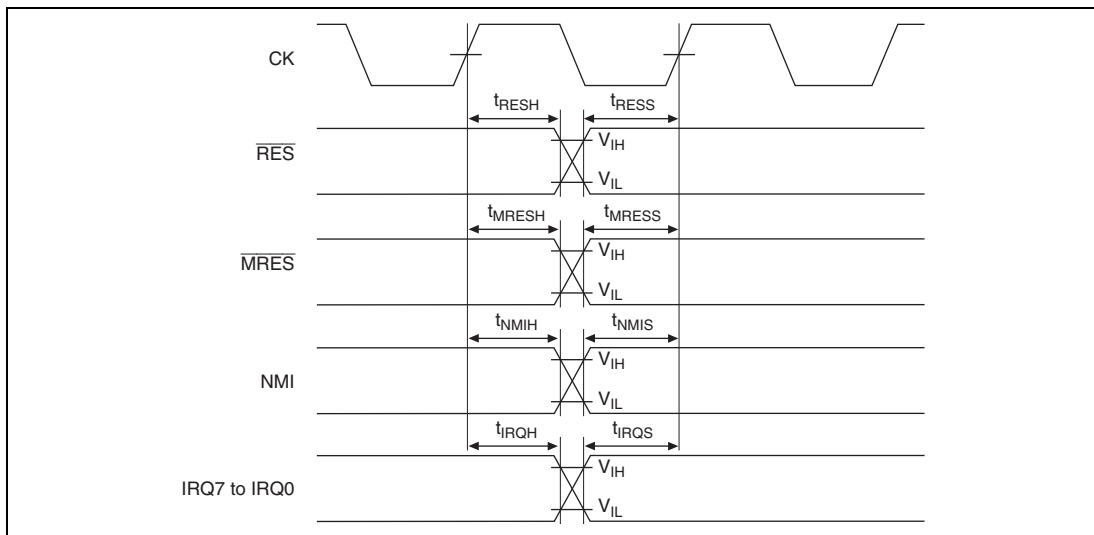 CK
tRESH tRESS
RES
VIH
VIL
tMRESH tMRESS
MRES
VIH
VIL
tNMIH tNMIS
NMI
VIH
VIL
tIRQH tIRQS
IRQ7 to IRQ0
VIH
VIL